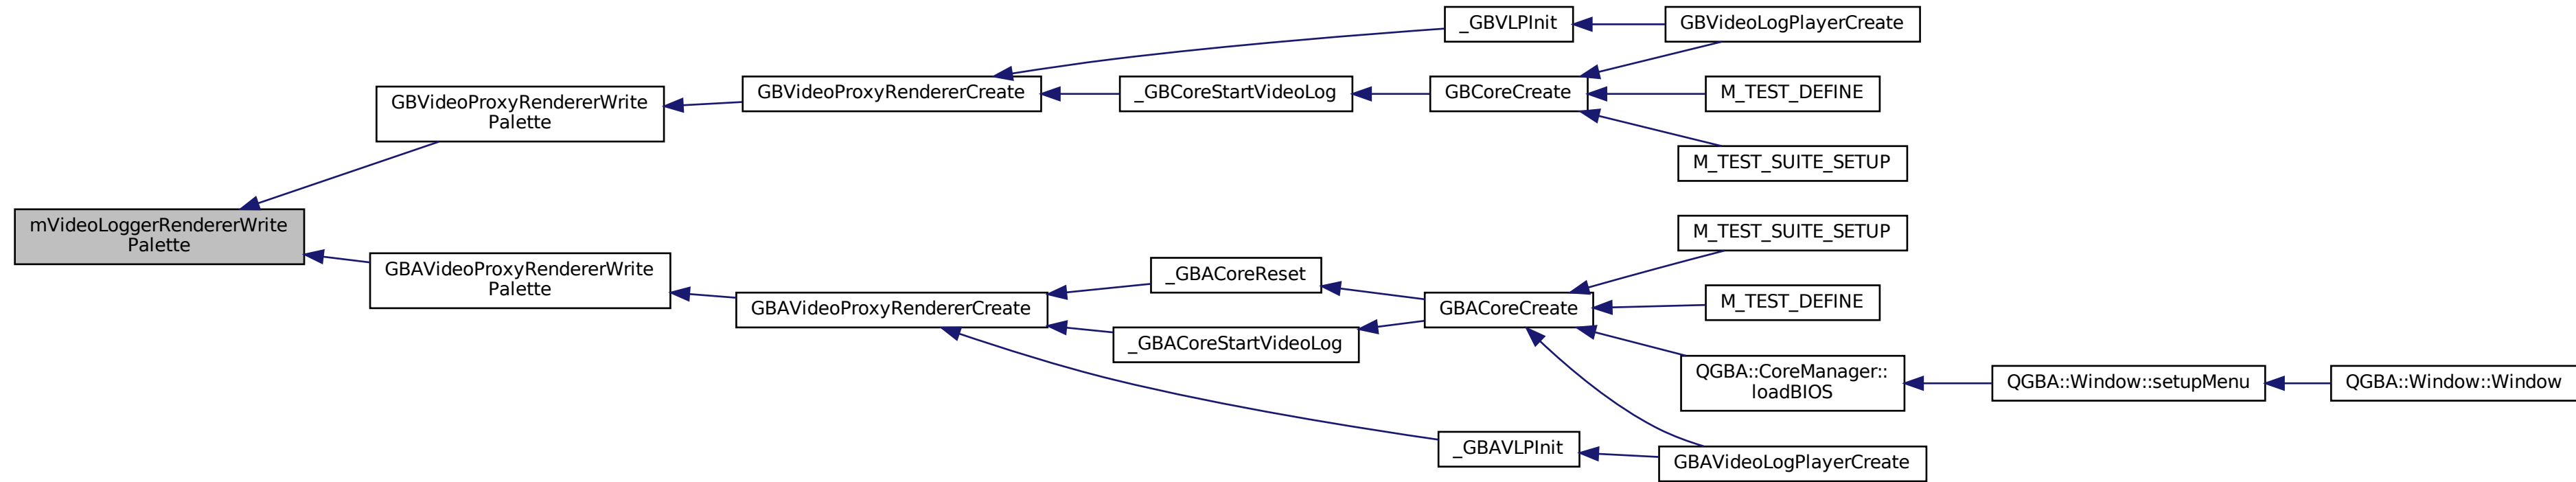 _GBVLPInit
GBVideoLogPlayerCreate
GBVideoProxyRendererWrite
Palette
GBVideoProxyRendererCreate
_GBCoreStartVideoLog
GBCoreCreate
M_TEST_DEFINE
M_TEST_SUITE_SETUP
mVideoLoggerRendererWrite
Palette
GBAVideoProxyRendererWrite
Palette
GBAVideoProxyRendererCreate
_GBACoreReset
_GBACoreStartVideoLog
GBACoreCreate
M_TEST_SUITE_SETUP
M_TEST_DEFINE
QGBA::CoreManager::
loadBIOS
QGBA::Window::setupMenu
QGBA::Window::Window
_GBAVLPInit
GBAVideoLogPlayerCreate